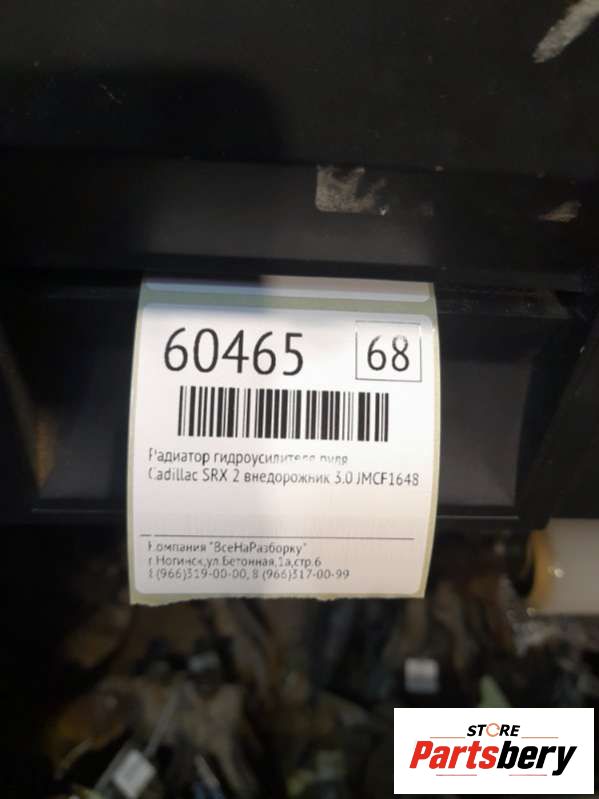 60465 68
Радиатор гидроусилителя руля
Cadillac SRX 2 внедорожник 3.0 JMCF1648
Компания "ВсеНаРазборку"
г.Ногинск,ул.Бетонная,1а,стр.6
8 (966)319-00-00, 8 (966)317-00-99
STORE
Partsbery